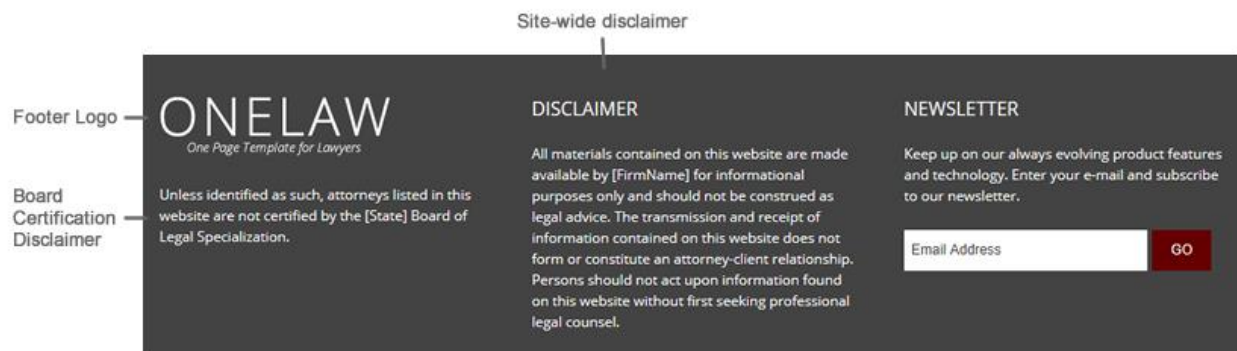 Site-wide disclaimer
Footer Logo
ONELAW
One Page Template for Lawyers
Board
Certification
Disclaimer
Unless identified as such, attorneys listed in this
website are not certified by the [State] Board of
Legal Specialization.
DISCLAIMER
All materials contained on this website are made
available by [FirmName] for informational
purposes only and should not be construed as
legal advice. The transmission and receipt of
information contained on this website does not
form or constitute an attorney-client relationship.
Persons should not act upon information found
on this website without first seeking professional
legal counsel.
NEWSLETTER
Keep up on our always evolving product features
and technology. Enter your e-mail and subscribe
to our newsletter.
Email Address
GO